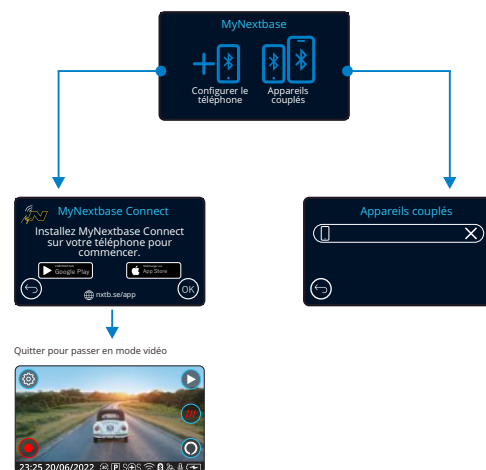 MyNextbase
Configurer le
téléphone
Appareils
couplés
MyNextbase Connect
Installez MyNextbase Connect
sur votre téléphone pour
commencer.
Google Play
App Store
nxtb.se/app
OK
Appareils couplés
Quitter pour passer en mode vidéo
23:25 20/06/2022